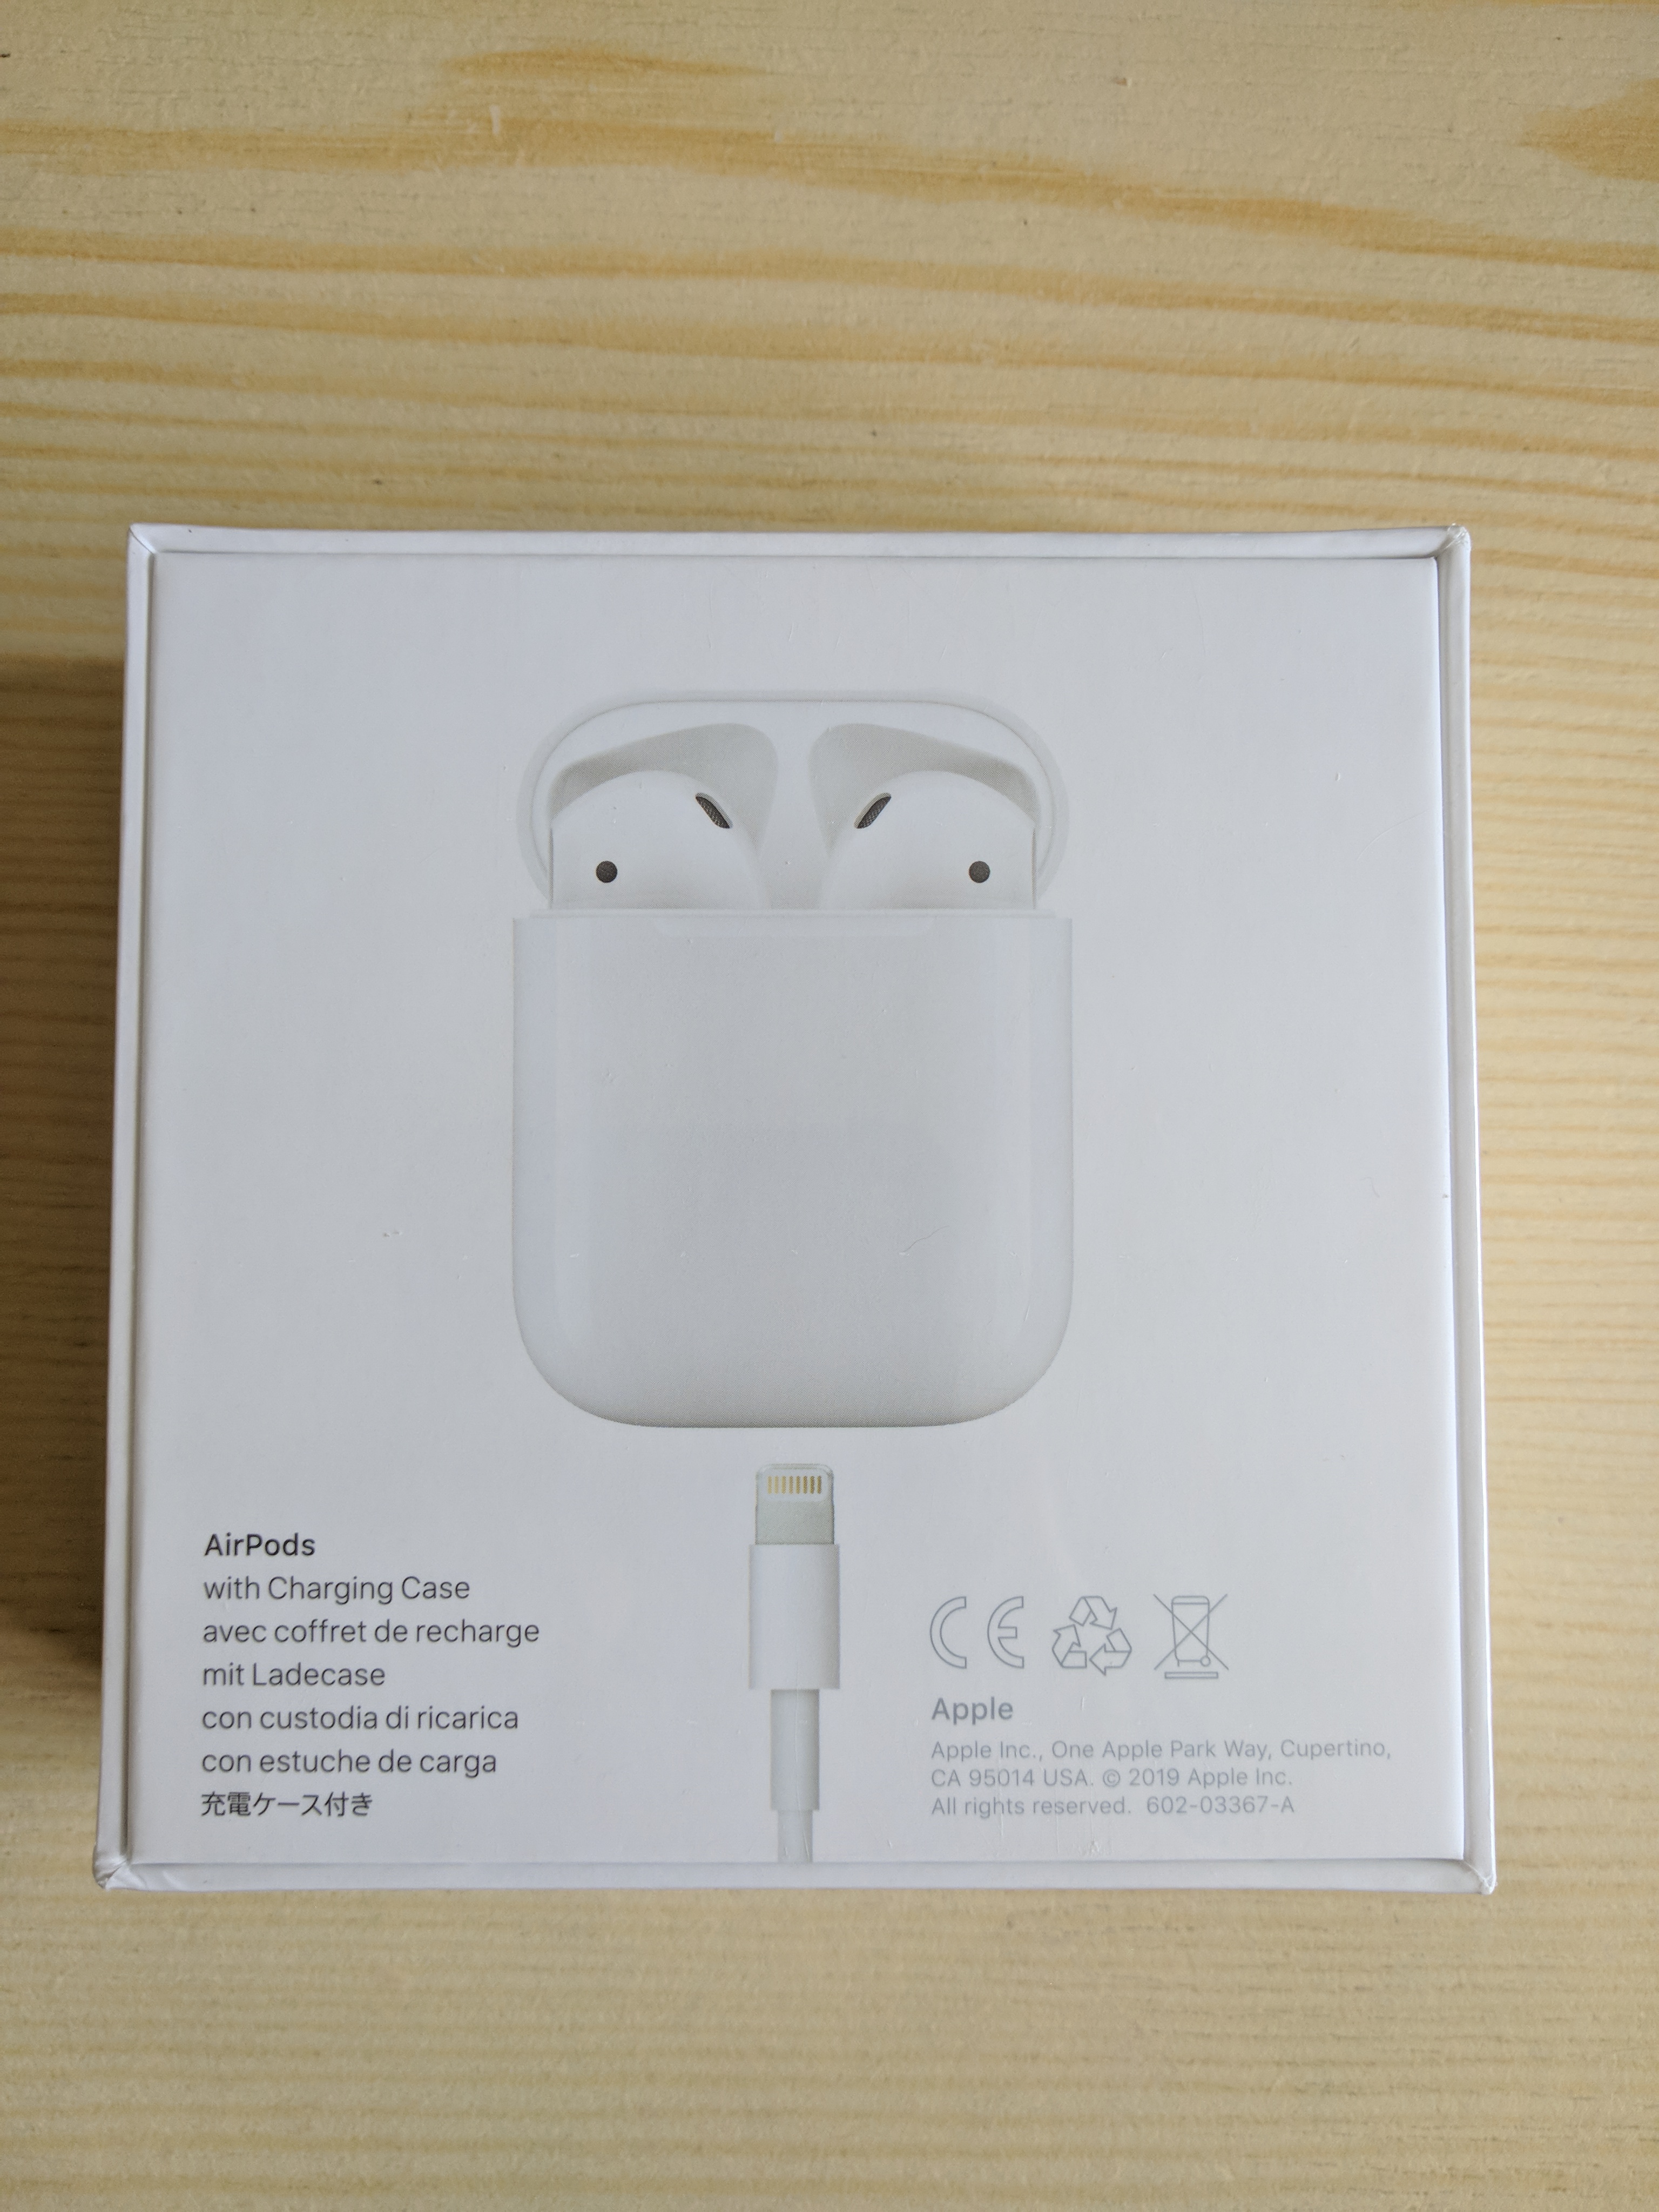 AirPods
with Charging Case
avec coffret de recharge
mit Ladecase
con custodia di ricarica
con estuche de carga
充電ケース付き
CE
Apple
Apple Inc., One Apple Park Way, Cupertino,
CA 95014 USA. © 2019 Apple Inc.
All rights reserved. 602-03367-A